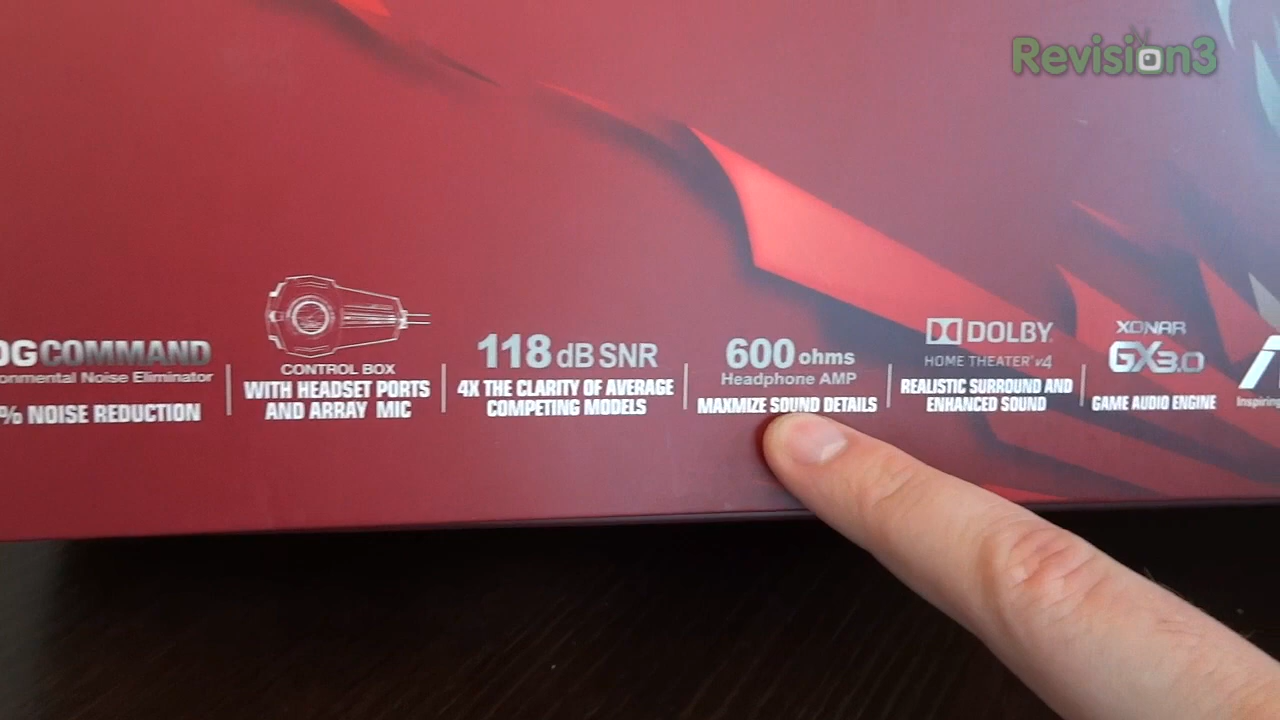 Revision3
COMMAND
Noise Eliminator
% NOISE REDUCTION
CONTROL BOX
WITH HEADSET PORTS
AND ARRAY MIC
118 dB SNR
4X THE CLARITY OF AVERAGE
COMPETING MODELS
600 ohms
Headphone AMP
MAXMIZE SOUND DETAILS
DOLBY
HOME THEATER v4
REALISTIC SURROUND AND
ENHANCED SOUND
XONAR
GX3.0
GAME AUDIO ENGINE
Inspiring